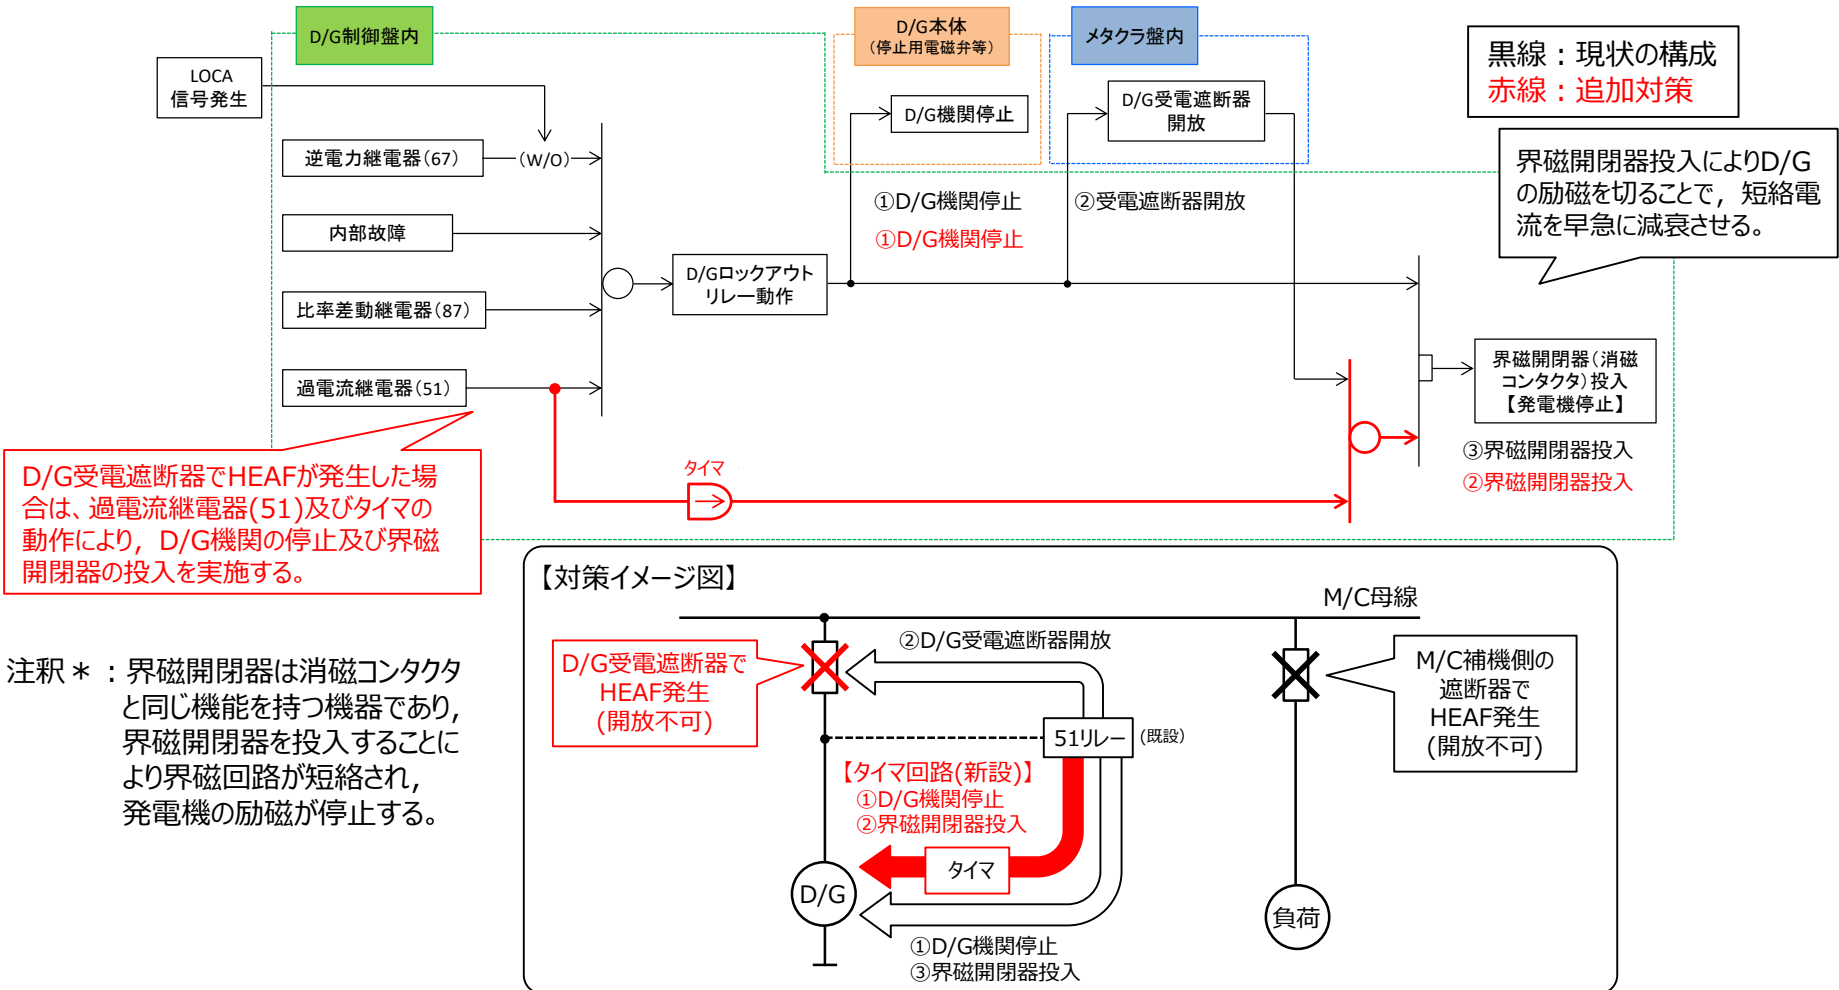 D/G制御盤内
D/G本体
（停止用電磁弁等）
メタクラ盤内
黒線：現状の構成
赤線：追加対策
LOCA
信号発生
D/G機関停止
D/G受電遮断器
開放
逆電力継電器（67）
（W/O）
界磁開閉器投入によりD/G
の励磁を切ることで，短絡電
流を早急に減衰させる。
①D/G機関停止
①D/G機関停止
②受電遮断器開放
内部故障
D/Gロックアウト
リレー動作
比率差動継電器（87）
過電流継電器（51）
界磁開閉器（消磁
コンタクタ）投入
【発電機停止】
③界磁開閉器投入
②界磁開閉器投入
タイマ
D/G受電遮断器でHEAFが発生した場
合は、過電流継電器(51)及びタイマの
動作により，D/G機関の停止及び界磁
開閉器の投入を実施する。
【対策イメージ図】
M/C母線
②D/G受電遮断器開放
D/G受電遮断器で
HEAF発生
(開放不可)
M/C補機側の
遮断器で
HEAF発生
(開放不可)
51リレー
(既設)
【タイマ回路(新設)】
①D/G機関停止
②界磁開閉器投入
タイマ
D/G
負荷
①D/G機関停止
③界磁開閉器投入
注釈＊：界磁開閉器は消磁コンタクタ
と同じ機能を持つ機器であり，
界磁開閉器を投入することに
より界磁回路が短絡され，
発電機の励磁が停止する。